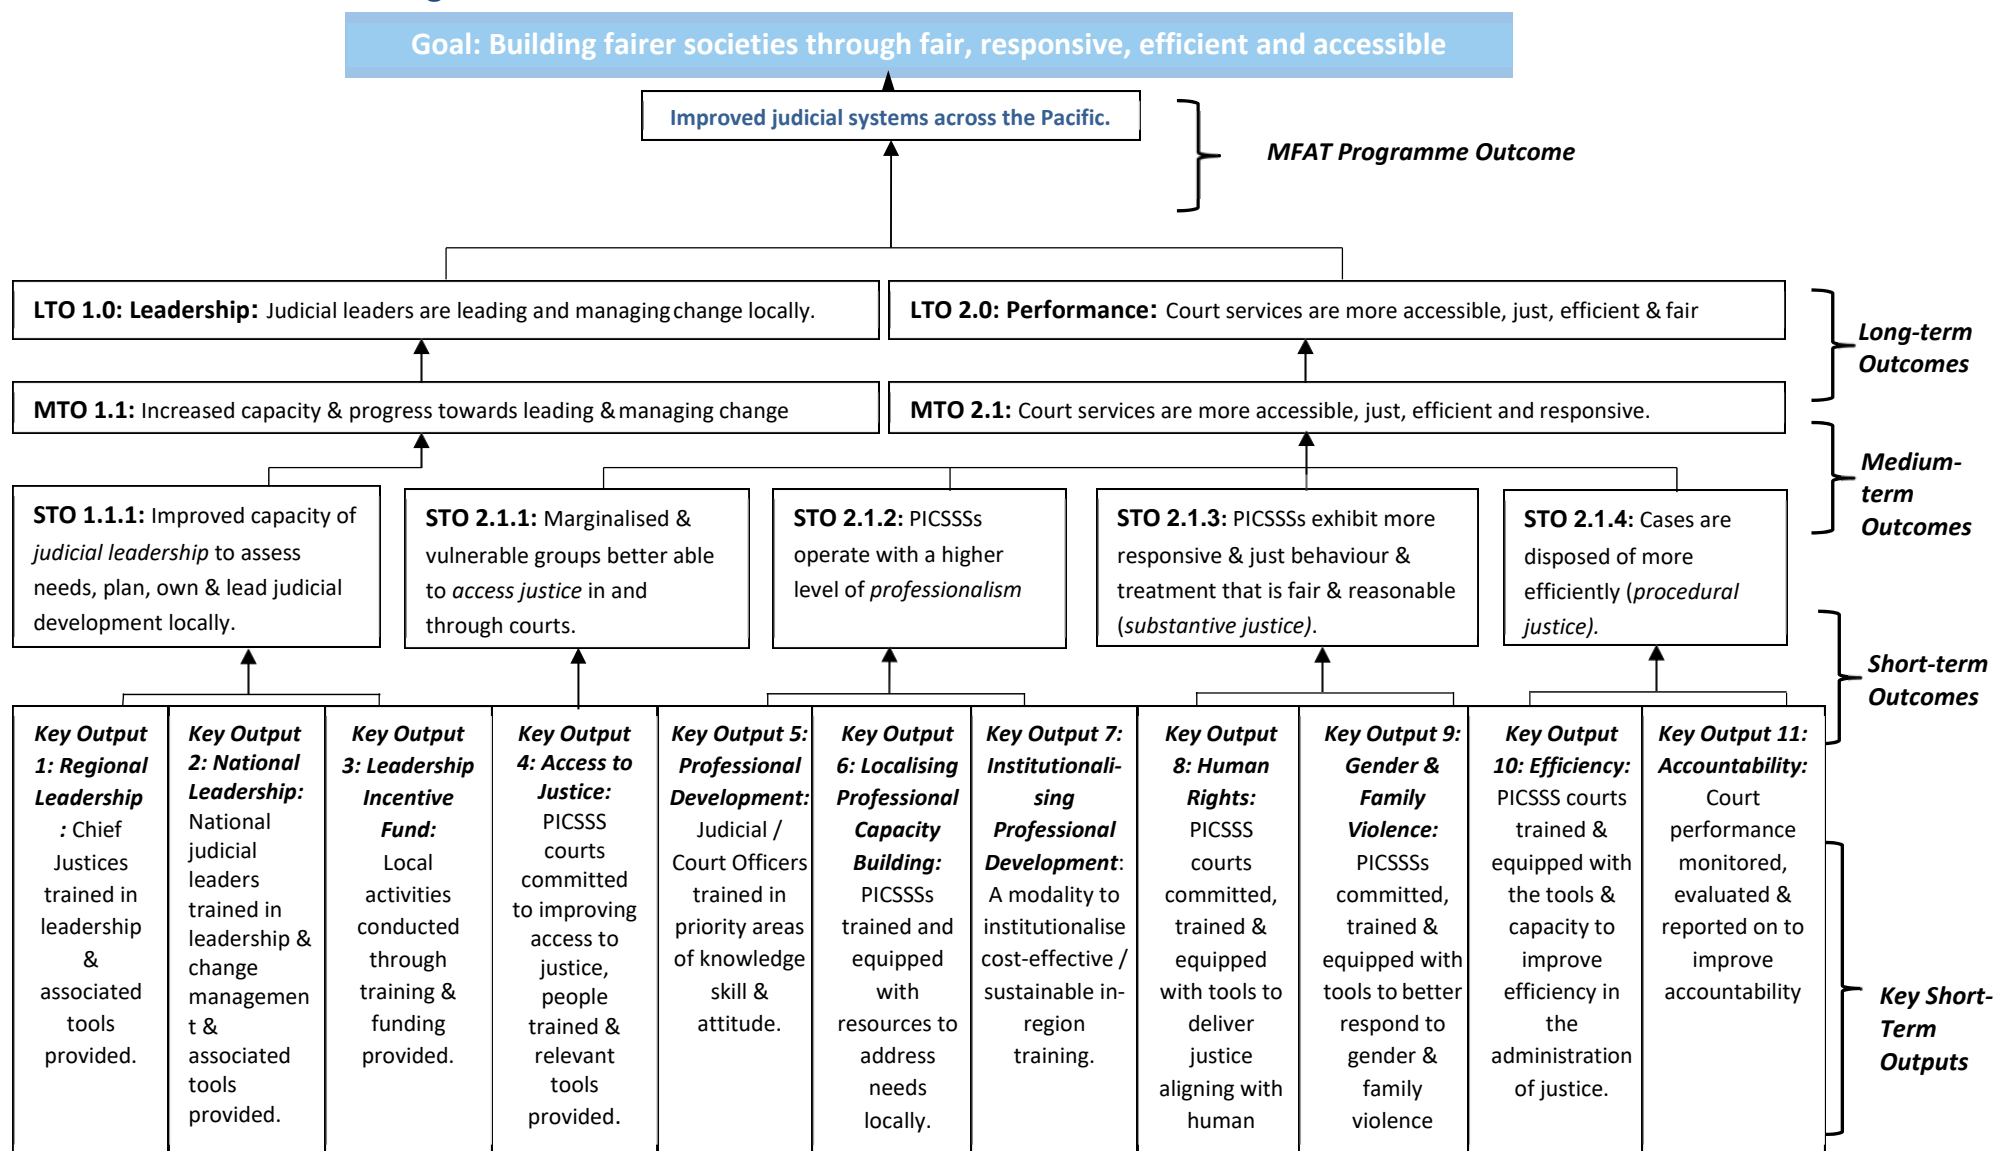 Goal: Building fairer societies through fair, responsive, efficient and accessible
Improved judicial systems across the Pacific.
MFAT Programme Outcome
LTO 1.0: Leadership: Judicial leaders are leading and managing change locally.
LTO 2.0: Performance: Court services are more accessible, just, efficient & fair
Long-term
Outcomes
MTO 1.1: Increased capacity & progress towards leading & managing change
MTO 2.1: Court services are more accessible, just, efficient and responsive.
Medium-
term
Outcomes
STO 1.1.1: Improved capacity of
judicial leadership to assess
needs, plan, own & lead judicial
development locally.
STO 2.1.1: Marginalised &
vulnerable groups better able
to access justice in and
through courts.
STO 2.1.2: PICSSSs
operate with a higher
level of professionalism
STO 2.1.3: PICSSSs exhibit more
responsive & just behaviour &
treatment that is fair & reasonable
(substantive justice).
STO 2.1.4: Cases are
disposed of more
efficiently (procedural
justice).
Short-term
Outcomes
Key Output
1: Regional
Leadership
: Chief
Justices
trained in
leadership
&
associated
tools
provided.
Key Output
2: National
Leadership:
National
judicial
leaders
trained in
leadership &
change
managemen
t &
associated
tools
provided.
Key Output
3: Leadership
Incentive
Fund:
Local
activities
conducted
through
training &
funding
provided.
Key Output
4: Access to
Justice:
PICSSS
courts
committed
to improving
access to
justice,
people
trained &
relevant
tools
provided.
Key Output 5:
Professional
Development:
Judicial /
Court Officers
trained in
priority areas
of knowledge
skill &
attitude.
Key Output
6: Localising
Professional
Capacity
Building:
PICSSSs
trained and
equipped
with
resources to
address
needs
locally.
Key Output 7:
Institutionali-
sing
Professional
Development:
A modality to
institutionalise
cost-effective /
sustainable in-
region
training.
Key Output
8: Human
Rights:
PICSSS
courts
committed,
trained &
equipped
with tools to
deliver
justice
aligning with
human
Key Output 9:
Gender &
Family
Violence:
PICSSSs
committed,
trained &
equipped with
tools to better
respond to
gender &
family
violence
Key Output
10: Efficiency:
PICSSS courts
trained &
equipped with
the tools &
capacity to
improve
efficiency in
the
administration
of justice.
Key Output 11:
Accountability:
Court
performance
monitored,
evaluated &
reported on to
improve
accountability
Key Short-
Term
Outputs